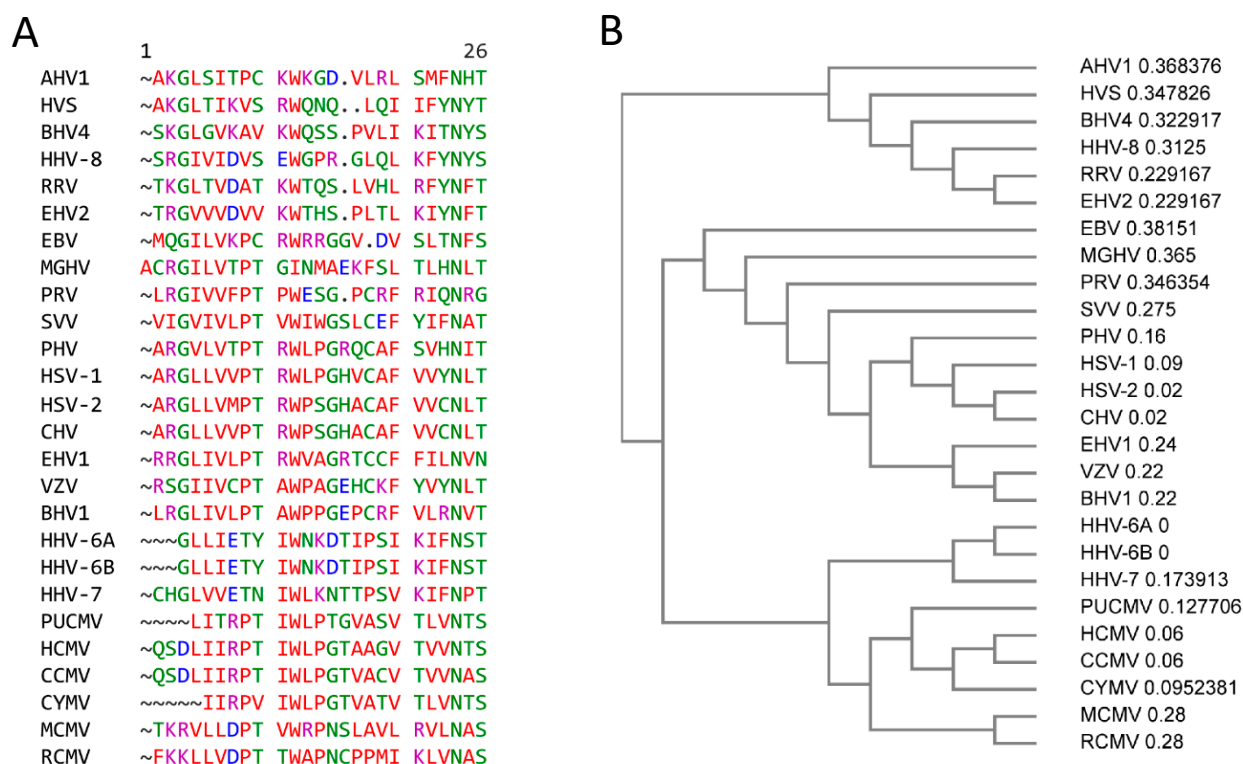 A
1 26
AHV1 ~AKGLSITPC KWKGD.VLRL SMFNHT
HVS ~AKGLTIKVS RWQNQ..LQI IFYNYT
BHV4 ~SKGLGVKAV KWQSS.PVLI KITNYS
HHV-8 ~SRGIVIDVS EWGPR.GLQL KFYNYS
RRV ~TKGLTVDAT KWTQS.LVHL RFYNFT
EHV2 ~TRGVVVDVV KWTHS.PLTL KIYNFT
EBV ~MQGILVKPC RWRRGGV.DV SLTNFS
MGHV ACRGILVTPT GINMAEKFSL TLHNLT
PRV ~LRGIVVFPT PWESG.PCRF RIQNRG
SVV ~VIGVIVLPT VWIWGSLCEF YIFNAT
PHV ~ARGVLVTPT RWLPGRQCAF SVHNIT
HSV-1 ~ARGLLVVPT RWLPGHVCAF VVYNLT
HSV-2 ~ARGLLVMPT RWPSGHACAF VVCNLT
CHV ~ARGLLVVPT RWPSGHACAF VVCNLT
EHV1 ~RRGLIVLPT RWVAGRTCCF FILNVN
VZV ~RSGIIVCPT AWPAGEHCKF YVYNLT
BHV1 ~LRGLIVLPT AWPPGEPCRF VLRNVT
HHV-6A ~~~GLLIETY IWNKDTIPSI KIFNST
HHV-6B ~~~GLLIETY IWNKDTIPSI KIFNST
HHV-7 ~CHGLVVETN IWLKNTTPSV KIFNPT
PUCMV ~~~~LITRPT IWLPTGVASV TLVNTS
HCMV ~QSDLIIRPT IWLPGTAAGV TVVNTS
CCMV ~QSDLIIRPT IWLPGTVACV TVVNAS
CYMV ~~~~~IIRPV IWLPGTVATV TLVNTS
MCMV ~TKRVLLDPT VWRPNSLAVL RVLNAS
RCMV ~FKKLLVDPT TWAPNCPPMI KLVNAS
B
AHV1 0.368376
HVS 0.347826
BHV4 0.322917
HHV-8 0.3125
RRV 0.229167
EHV2 0.229167
EBV 0.38151
MGHV 0.365
PRV 0.346354
SVV 0.275
PHV 0.16
HSV-1 0.09
HSV-2 0.02
CHV 0.02
EHV1 0.24
VZV 0.22
BHV1 0.22
HHV-6A 0
HHV-6B 0
HHV-7 0.173913
PUCMV 0.127706
HCMV 0.06
CCMV 0.06
CYMV 0.0952381
MCMV 0.28
RCMV 0.28